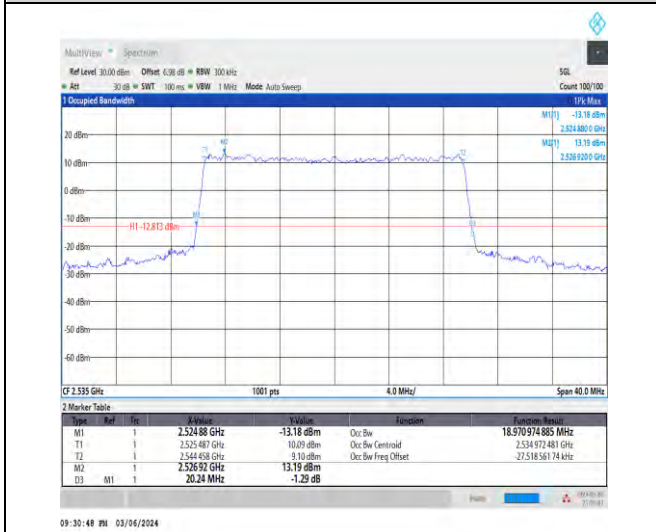 MultiView Spectrum
Ref Level 30.00 dBm Offset 6.98 dB RBW 300 kHz SGL
Att 30 dB SWT 100 ms VBW 1 MHz Mode Auto Sweep Count 100/100
1 Occupied Bandwidth 1Pk Max
M1[1] -13.18 dBm
2.524 880 0 GHz
M2[1] 13.19 dBm
2.526 920 0 GHz
20 dBm
T1 M2 T2
10 dBm
0 dBm
-10 dBm
M1
H1 -12.813 dBm
-20 dBm
-30 dBm
-40 dBm
-50 dBm
-60 dBm
CF 2.535 GHz 1001 pts 4.0 MHz/ Span 40.0 MHz
2 Marker Table
Type Ref Trc X-Value Y-Value Function Function Result
M1 1 2.524 88 GHz -13.18 dBm Occ Bw 18.970 974 885 MHz
T1 1 2.525 487 GHz 10.09 dBm Occ Bw Centroid 2.534 972 481 GHz
T2 1 2.544 458 GHz 9.10 dBm Occ Bw Freq Offset -27.518 561 74 kHz
M2 1 2.526 92 GHz 13.19 dBm
D3 M1 1 20.24 MHz -1.29 dB
09:30:48 PM 03/06/2024